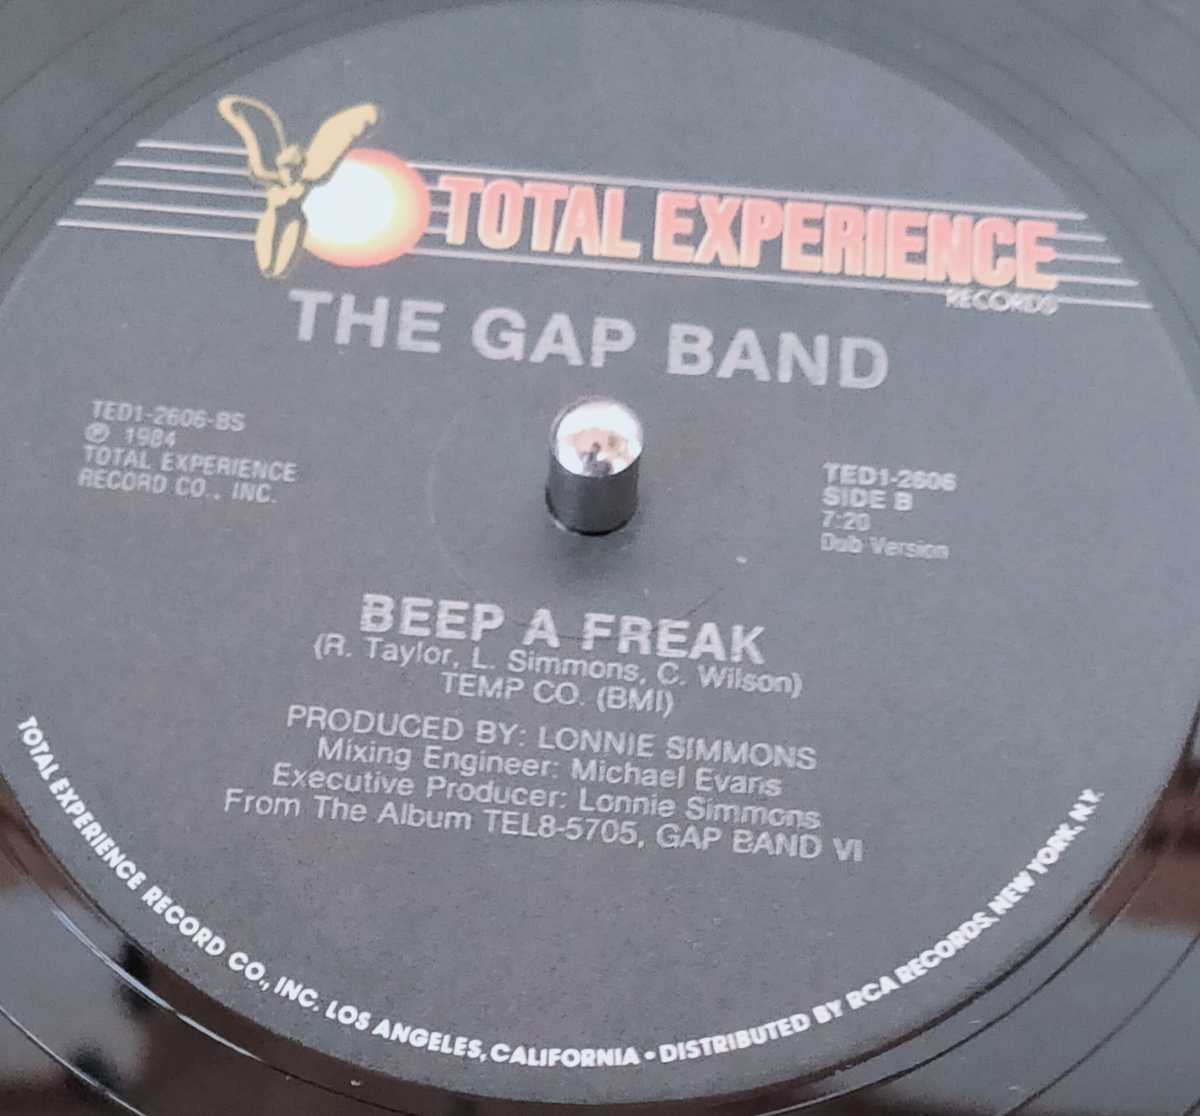 TOTAL EXPERIENCE
RECORDS
THE GAP BAND
TED1-2606-BS
℗ 1984
TOTAL EXPERIENCE
RECORD CO., INC.
TED1-2606
SIDE B
7:20
Dub Version
BEEP A FREAK
(R. Taylor, L. Simmons, C. Wilson)
TEMP CO. (BMI)
PRODUCED BY: LONNIE SIMMONS
Mixing Engineer: Michael Evans
Executive Producer: Lonnie Simmons
From The Album TEL8-5705, GAP BAND VI
TOTAL EXPERIENCE RECORD CO., INC. LOS ANGELES, CALIFORNIA • DISTRIBUTED BY RCA RECORDS, NEW YORK, N.Y.